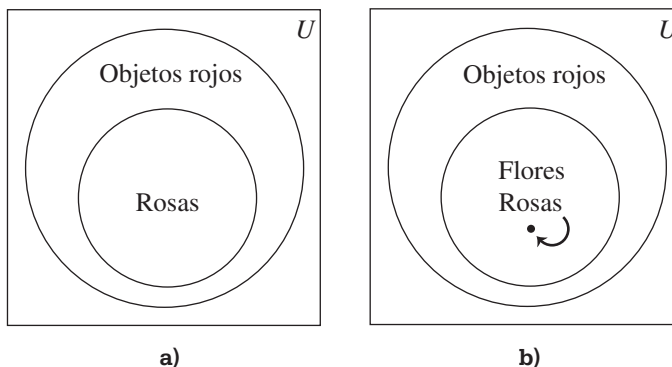 U
Objetos rojos
Rosas
a)
U
Objetos rojos
Flores
Rosas
b)